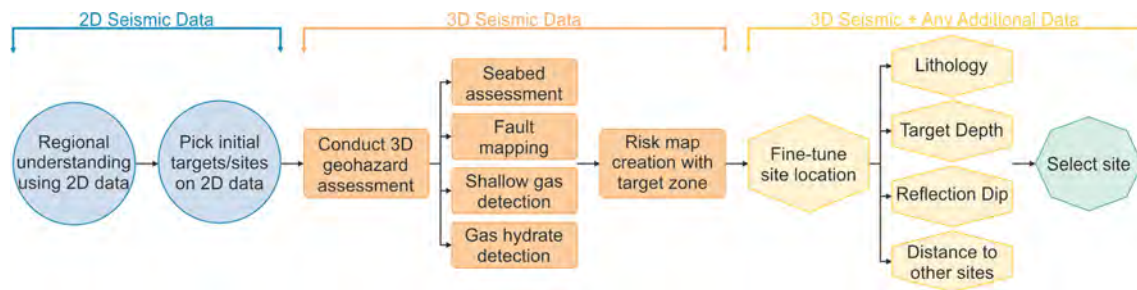 2D Seismic Data
3D Seismic Data
3D Seismic + Any Additional Data
Regional
understanding
using 2D data
Pick initial
targets/sites
on 2D data
Conduct 3D
geohazard
assessment
Seabed
assessment
Fault
mapping
Shallow gas
detection
Gas hydrate
detection
Risk map
creation with
target zone
Fine-tune
site location
Lithology
Target Depth
Reflection Dip
Distance to
other sites
Select site